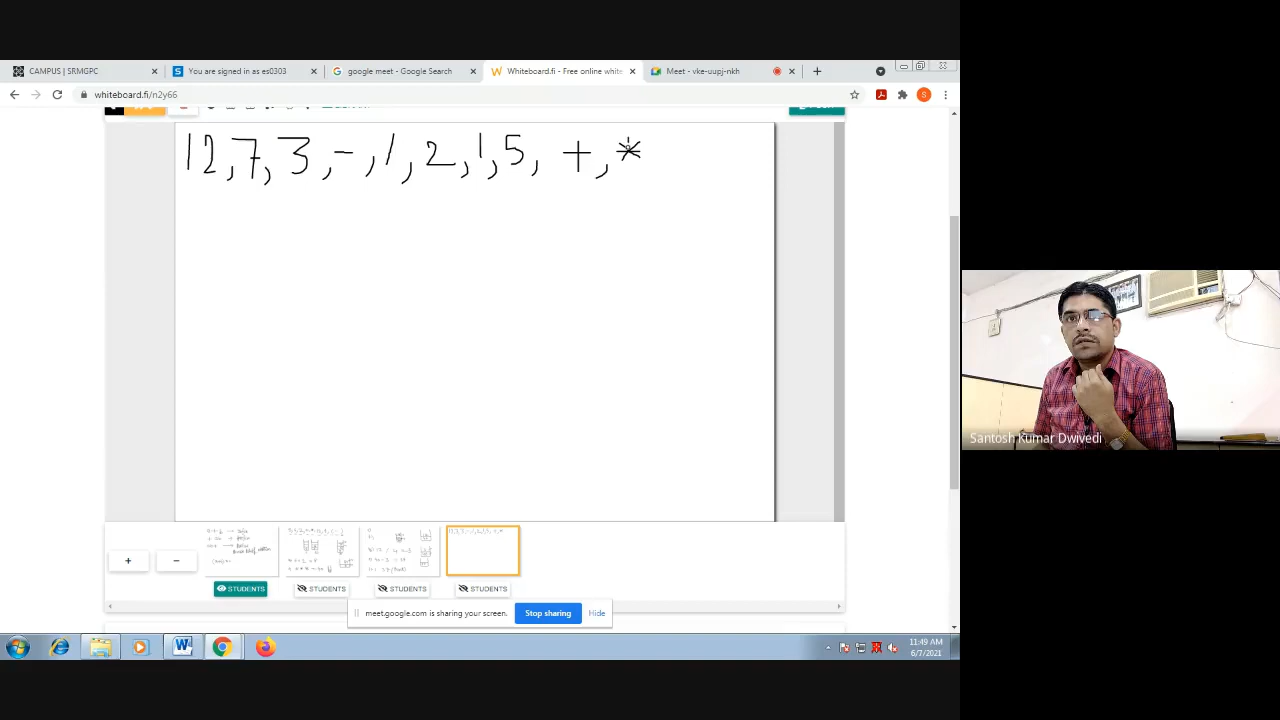 CAMPUS | SRMGPC
You are signed in as es0303
google meet - Google Search
Whiteboard.fi - Free online white
Meet - vke-uupj-nkh
whiteboard.fi/n2y66
12, 7, 3, -, /, 2, 1, 5, +, *
Santosh Kumar Dwivedi
+
-
STUDENTS
STUDENTS
STUDENTS
STUDENTS
meet.google.com is sharing your screen.
Stop sharing
Hide
11:49 AM
6/7/2021